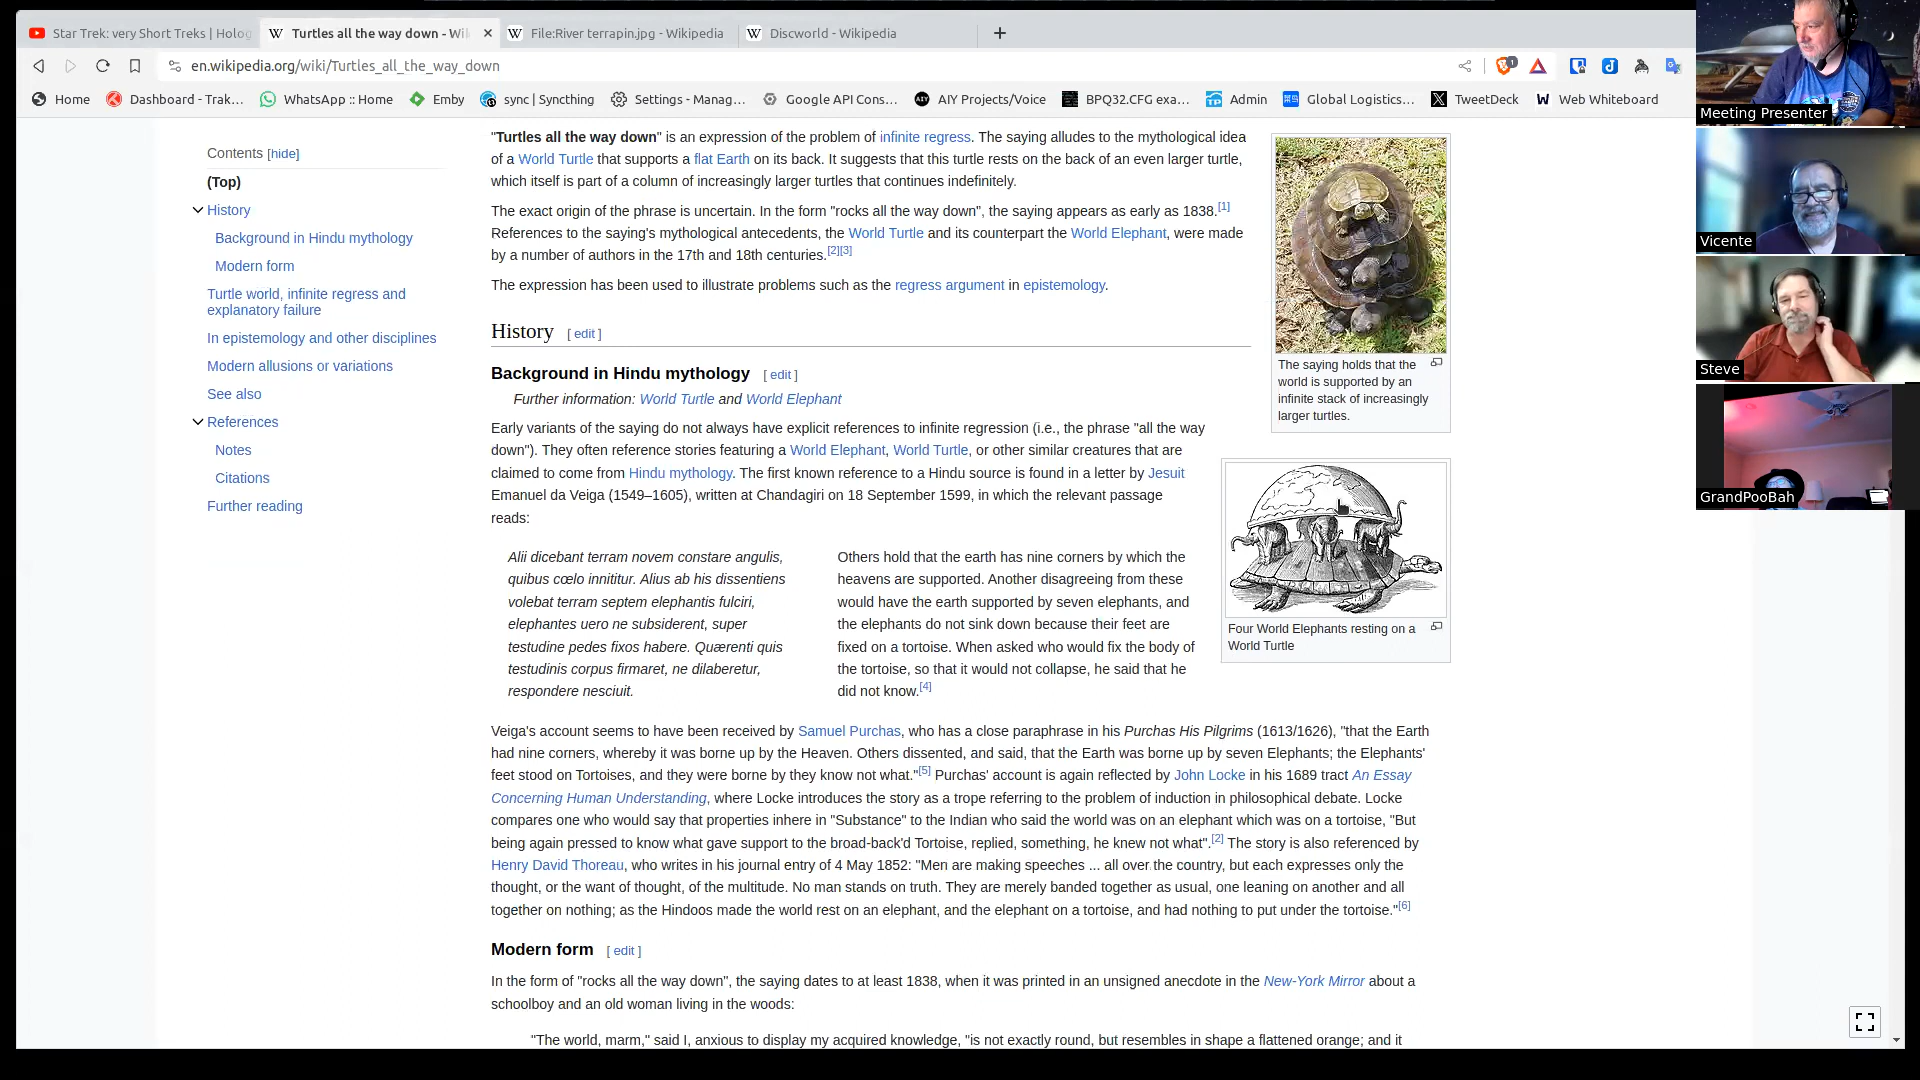 Star Trek: very Short Treks | Holog
Turtles all the way down - Wi
File:River terrapin.jpg - Wikipedia
Discworld - Wikipedia
en.wikipedia.org/wiki/Turtles_all_the_way_down
1
Home
Dashboard - Trak...
WhatsApp :: Home
Emby
sync | Syncthing
Settings - Manag...
Google API Cons...
AIY Projects/Voice
BPQ32.CFG exa...
Admin
Global Logistics...
TweetDeck
Web Whiteboard
Meeting Presenter
Vicente
Steve
GrandPooBah
Contents [hide]
(Top)
History
Background in Hindu mythology
Modern form
Turtle world, infinite regress and
explanatory failure
In epistemology and other disciplines
Modern allusions or variations
See also
References
Notes
Citations
Further reading
"Turtles all the way down" is an expression of the problem of infinite regress. The saying alludes to the mythological idea
of a World Turtle that supports a flat Earth on its back. It suggests that this turtle rests on the back of an even larger turtle,
which itself is part of a column of increasingly larger turtles that continues indefinitely.
The exact origin of the phrase is uncertain. In the form "rocks all the way down", the saying appears as early as 1838.[1]
References to the saying's mythological antecedents, the World Turtle and its counterpart the World Elephant, were made
by a number of authors in the 17th and 18th centuries.[2][3]
The expression has been used to illustrate problems such as the regress argument in epistemology.
The saying holds that the
world is supported by an
infinite stack of increasingly
larger turtles.
History [ edit ]
Background in Hindu mythology [ edit ]
Further information: World Turtle and World Elephant
Early variants of the saying do not always have explicit references to infinite regression (i.e., the phrase "all the way
down"). They often reference stories featuring a World Elephant, World Turtle, or other similar creatures that are
claimed to come from Hindu mythology. The first known reference to a Hindu source is found in a letter by Jesuit
Emanuel da Veiga (1549–1605), written at Chandagiri on 18 September 1599, in which the relevant passage
reads:
Alii dicebant terram novem constare angulis,
quibus cœlo innititur. Alius ab his dissentiens
volebat terram septem elephantis fulciri,
elephantes uero ne subsiderent, super
testudine pedes fixos habere. Quærenti quis
testudinis corpus firmaret, ne dilaberetur,
respondere nesciuit.
Others hold that the earth has nine corners by which the
heavens are supported. Another disagreeing from these
would have the earth supported by seven elephants, and
the elephants do not sink down because their feet are
fixed on a tortoise. When asked who would fix the body of
the tortoise, so that it would not collapse, he said that he
did not know.[4]
Four World Elephants resting on a
World Turtle
Veiga's account seems to have been received by Samuel Purchas, who has a close paraphrase in his Purchas His Pilgrims (1613/1626), "that the Earth
had nine corners, whereby it was borne up by the Heaven. Others dissented, and said, that the Earth was borne up by seven Elephants; the Elephants'
feet stood on Tortoises, and they were borne by they know not what."[5] Purchas' account is again reflected by John Locke in his 1689 tract An Essay
Concerning Human Understanding, where Locke introduces the story as a trope referring to the problem of induction in philosophical debate. Locke
compares one who would say that properties inhere in "Substance" to the Indian who said the world was on an elephant which was on a tortoise, "But
being again pressed to know what gave support to the broad-back'd Tortoise, replied, something, he knew not what".[2] The story is also referenced by
Henry David Thoreau, who writes in his journal entry of 4 May 1852: "Men are making speeches ... all over the country, but each expresses only the
thought, or the want of thought, of the multitude. No man stands on truth. They are merely banded together as usual, one leaning on another and all
together on nothing; as the Hindoos made the world rest on an elephant, and the elephant on a tortoise, and had nothing to put under the tortoise."[6]
Modern form [ edit ]
In the form of "rocks all the way down", the saying dates to at least 1838, when it was printed in an unsigned anecdote in the New-York Mirror about a
schoolboy and an old woman living in the woods:
"The world, marm," said I, anxious to display my acquired knowledge, "is not exactly round, but resembles in shape a flattened orange; and it